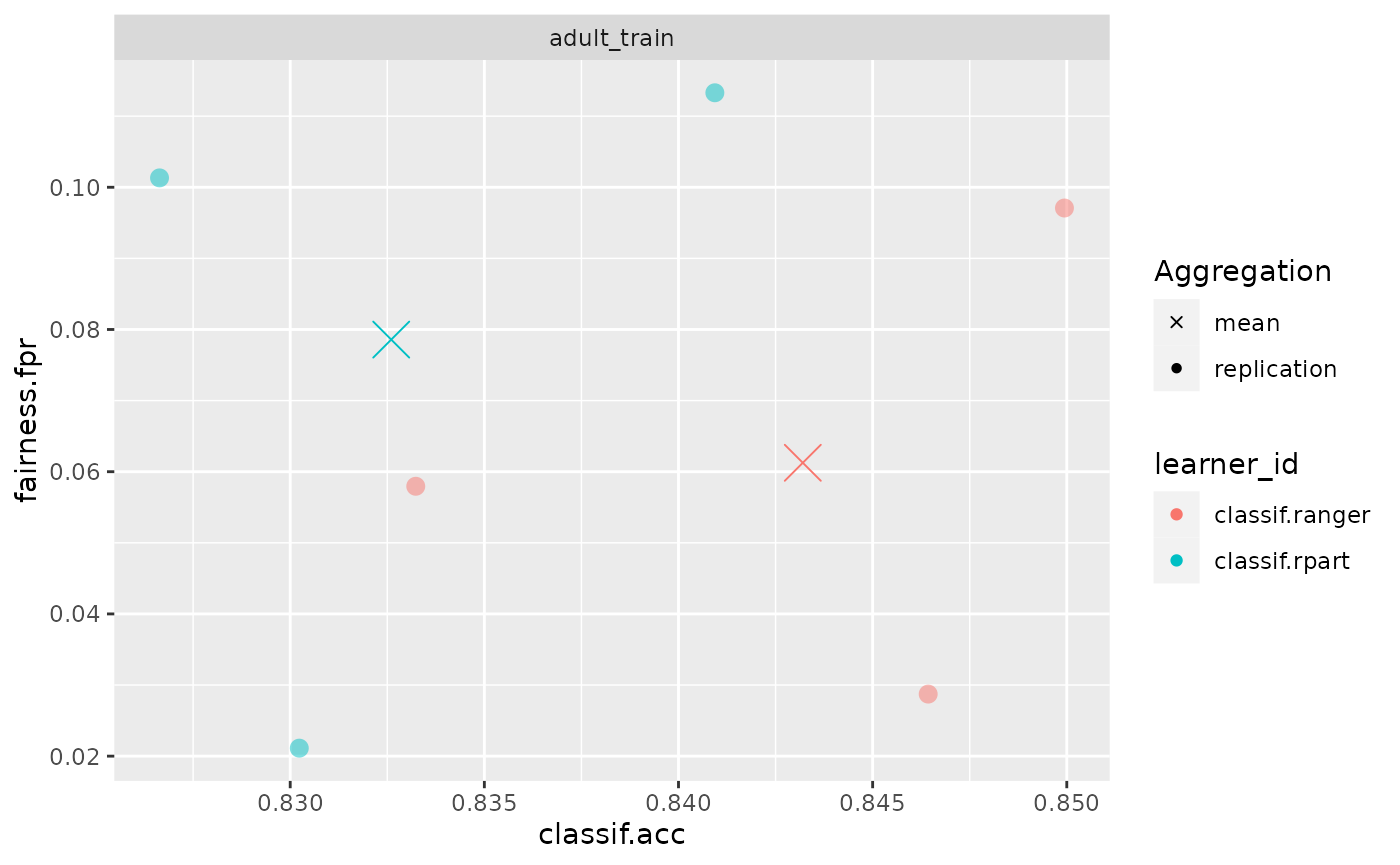 adult_train
0.10
0.08
0.06
0.04
0.02
fairness.fpr
0.830
0.835
0.840
0.845
0.850
classif.acc
Aggregation
mean
replication
learner_id
classif.ranger
classif.rpart